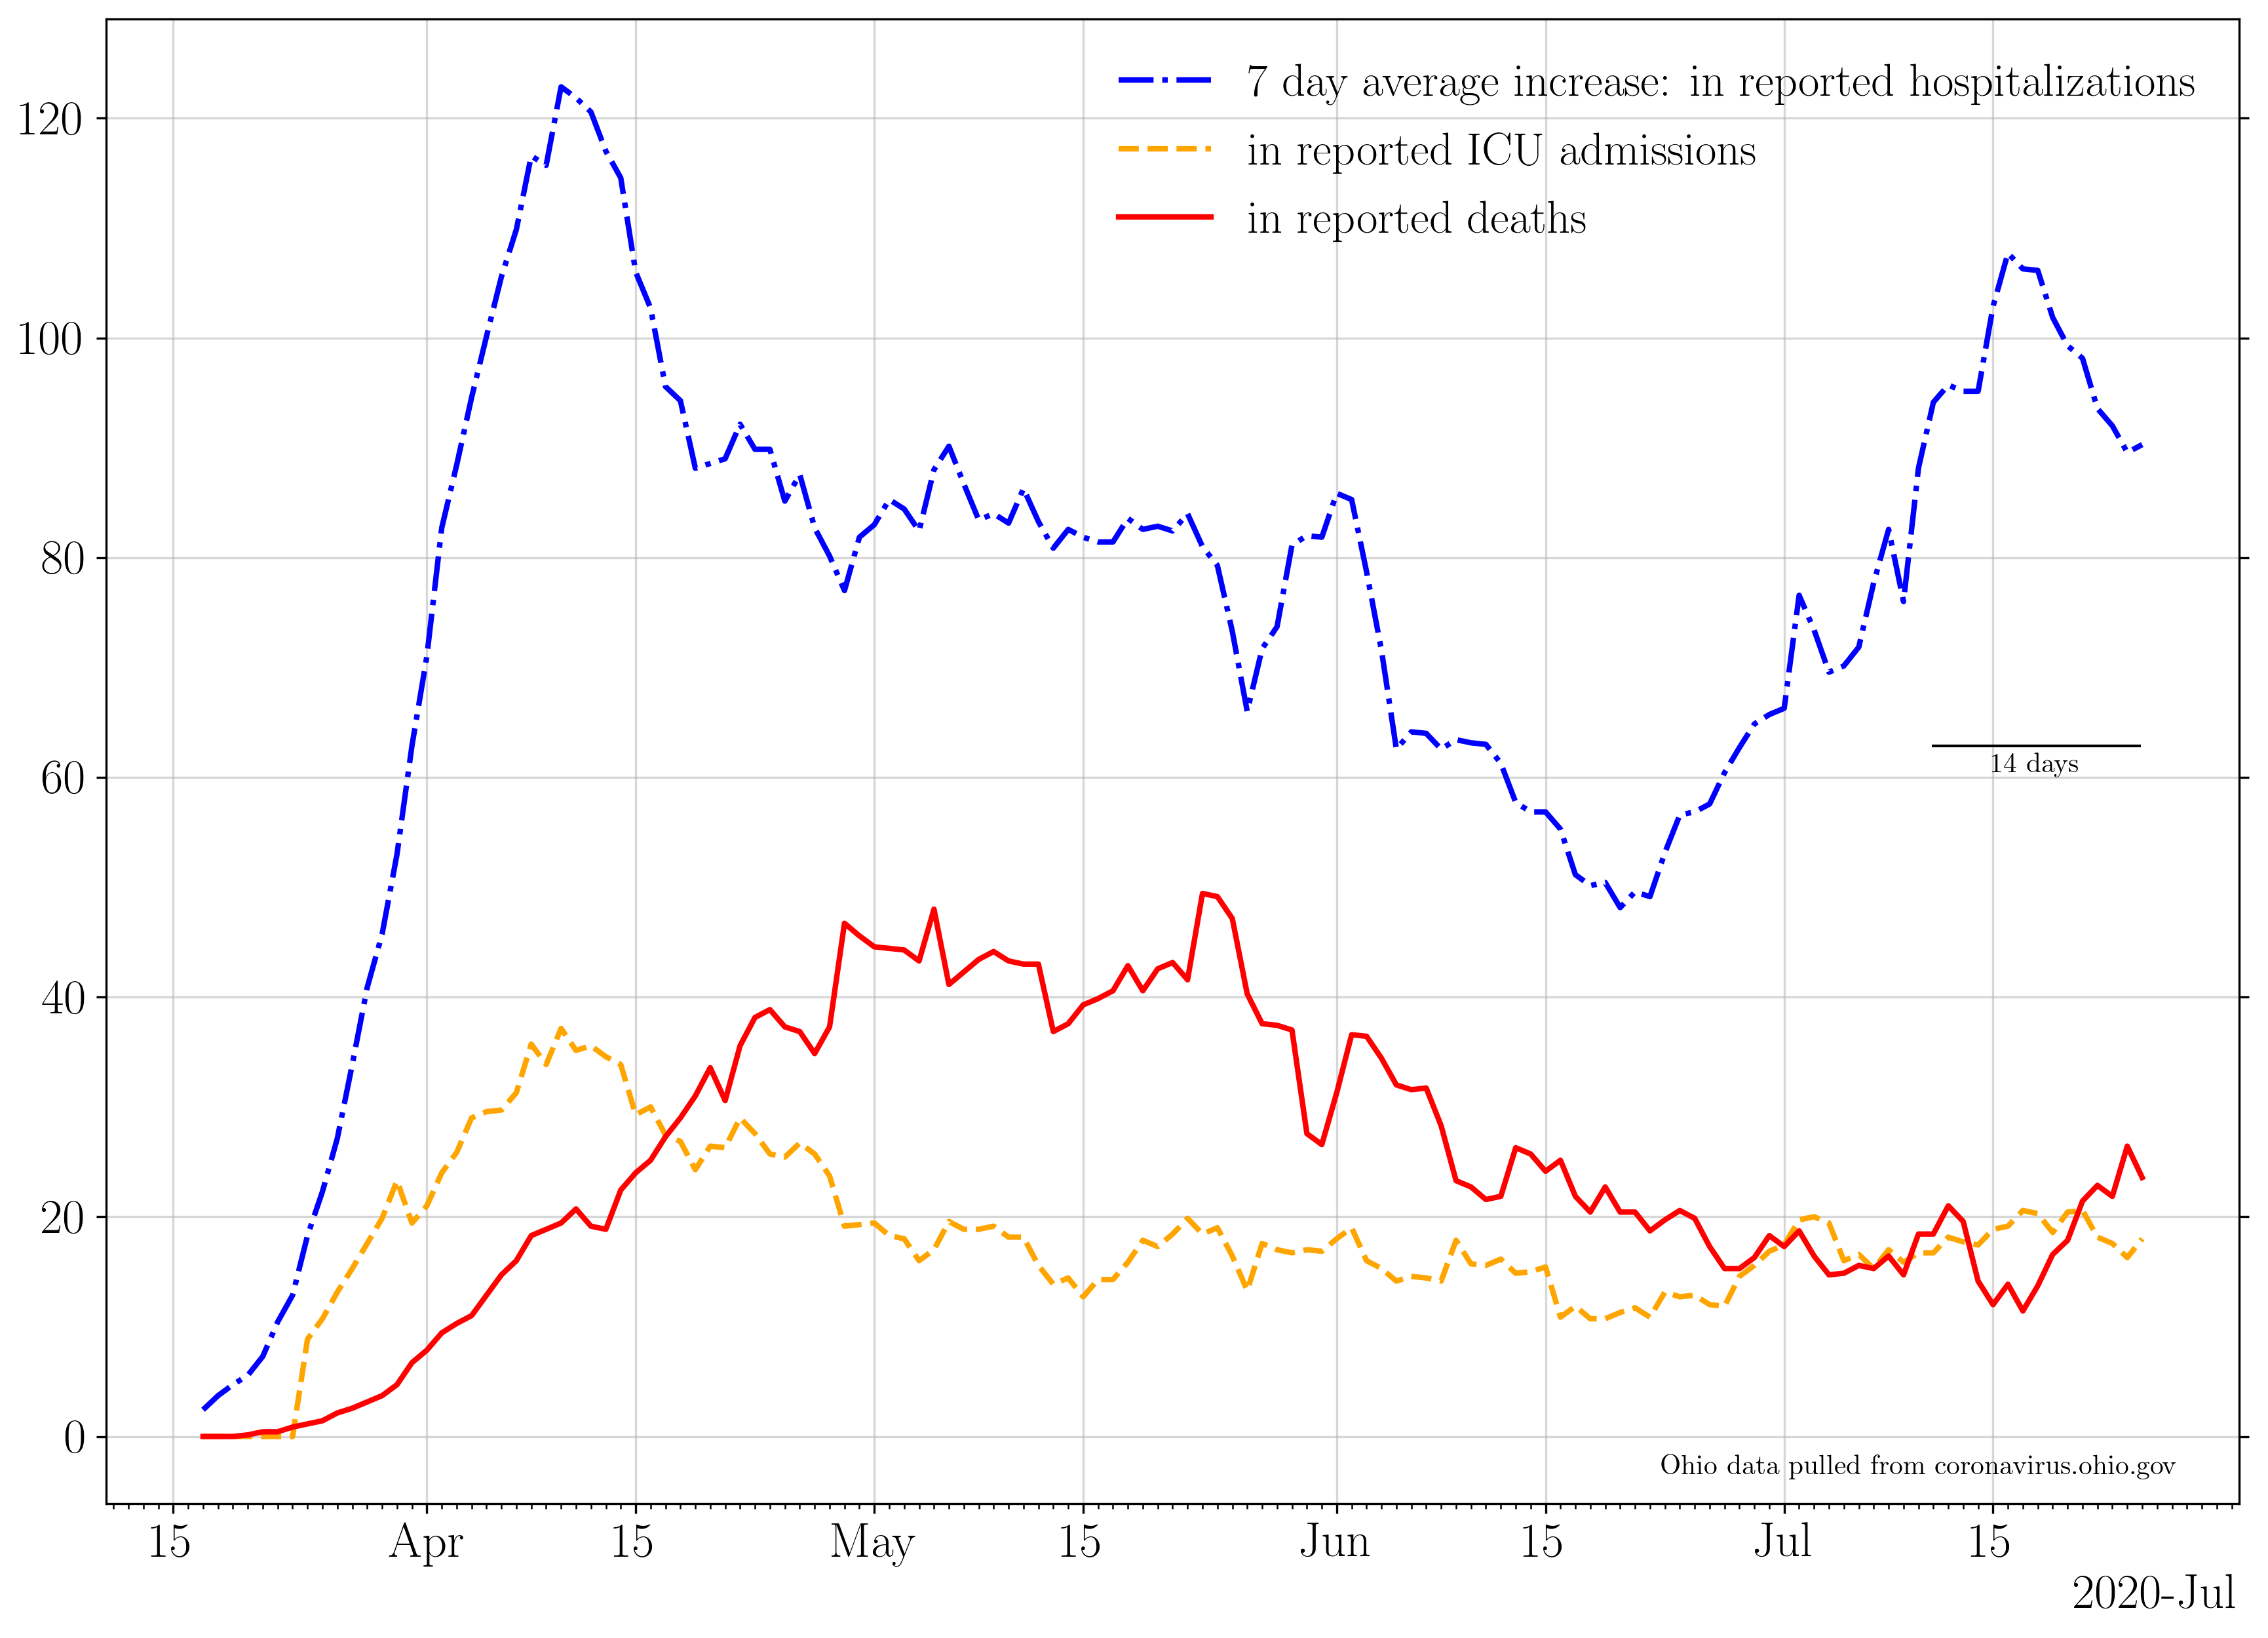 7 day average increase: in reported hospitalizations
in reported ICU admissions
in reported deaths
120
100
80
60
40
20
0
14 days
Ohio data pulled from coronavirus.ohio.gov
15 Apr 15 May 15 Jun 15 Jul 15
2020-Jul